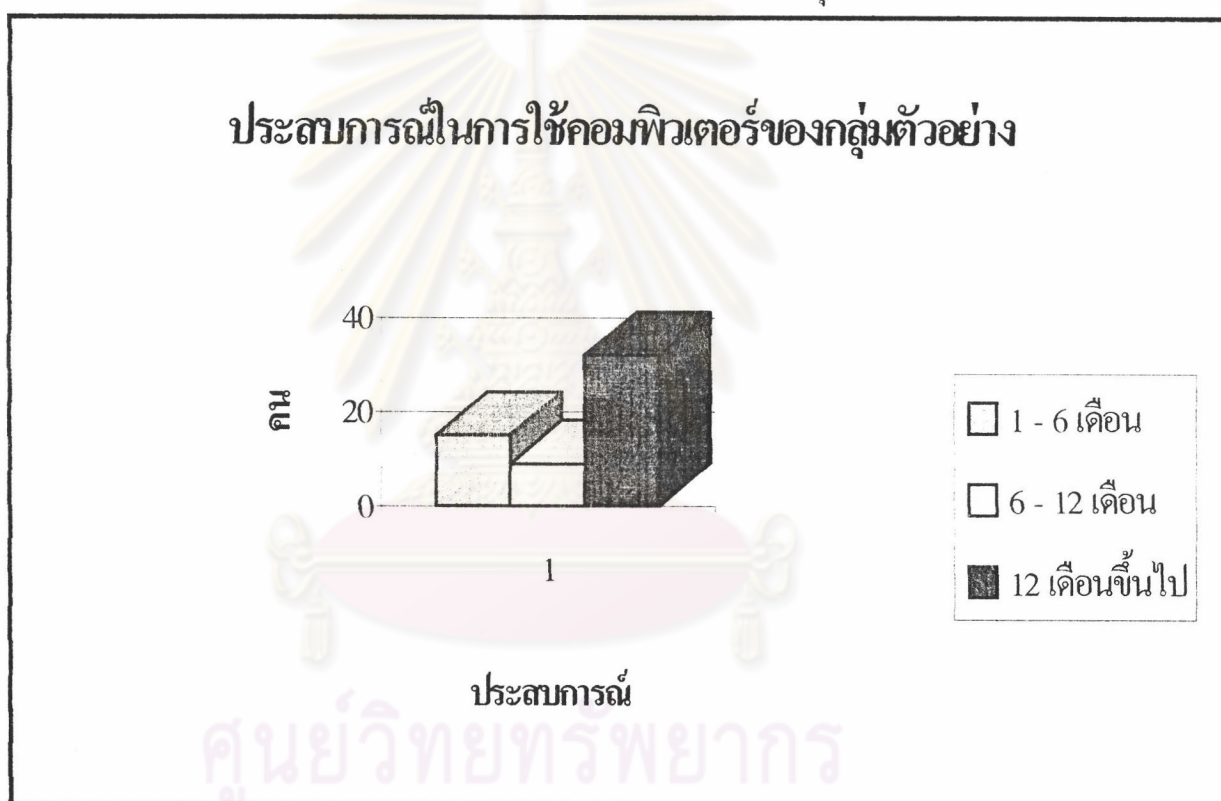 ประสบการณ์ในการใช้คอมพิวเตอร์ของกลุ่มตัวอย่าง
40
20
0
คน
1
ประสบการณ์
1 - 6 เดือน
6 - 12 เดือน
12 เดือนขึ้นไป
ศูนย์วิทยทรัพยากร